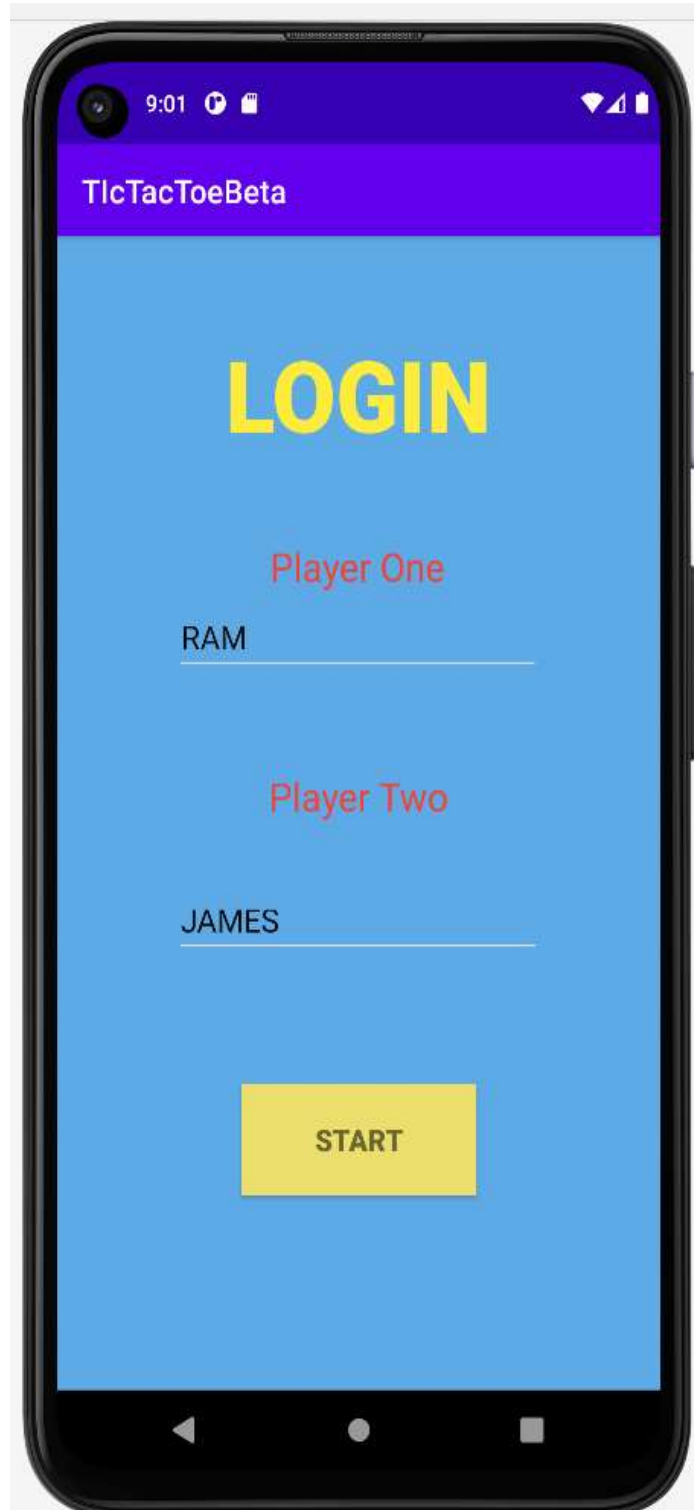 9:01
TIcTacToeBeta
LOGIN
Player One
RAM
Player Two
JAMES
START